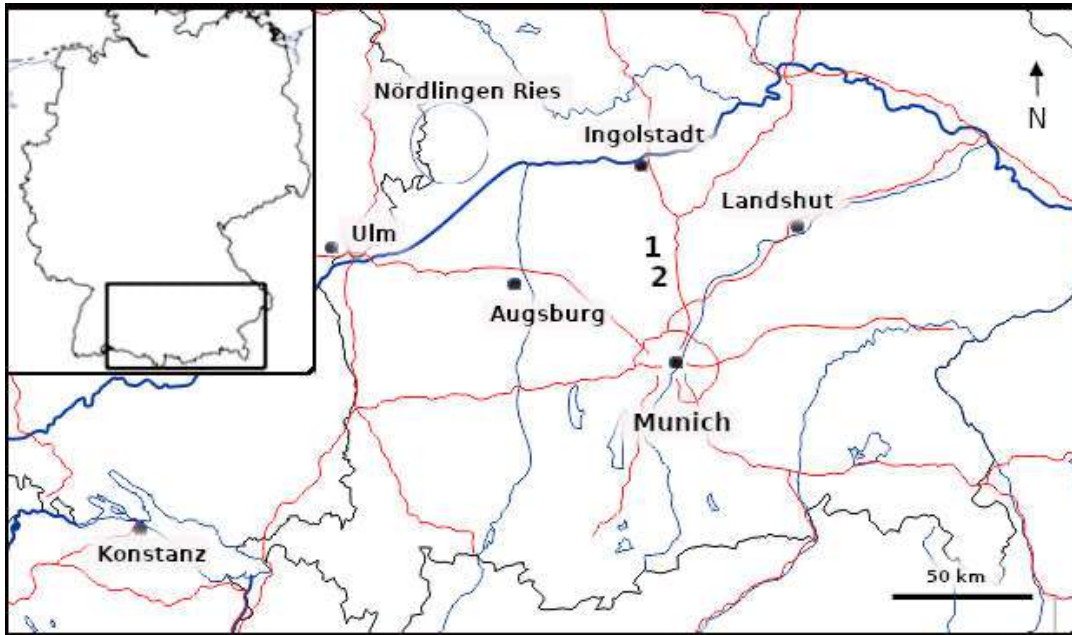 Nördlingen Ries
Ingolstadt
N
Landshut
Ulm
1
2
Augsburg
Munich
Konstanz
50 km